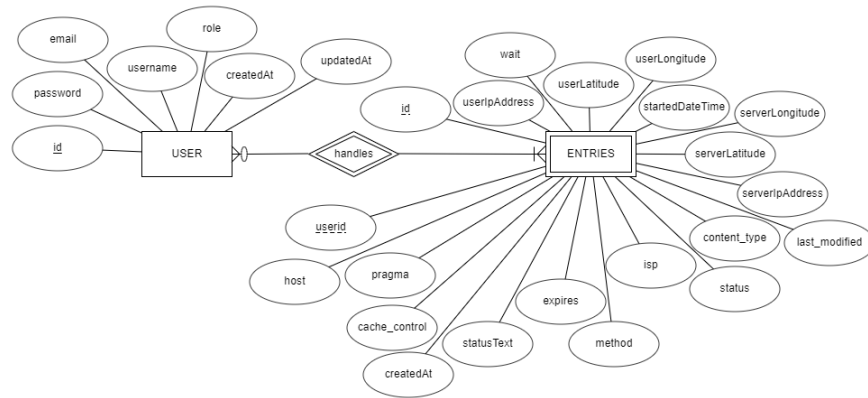 role
email
wait
userLongitude
username
createdAt
updatedAt
userLatitude
password
id
userIpAddress
startedDateTime
serverLongitude
id
USER
handles
ENTRIES
serverLatitude
serverIpAddress
userid
content_type
last_modified
host
pragma
isp
status
expires
cache_control
statusText
method
createdAt